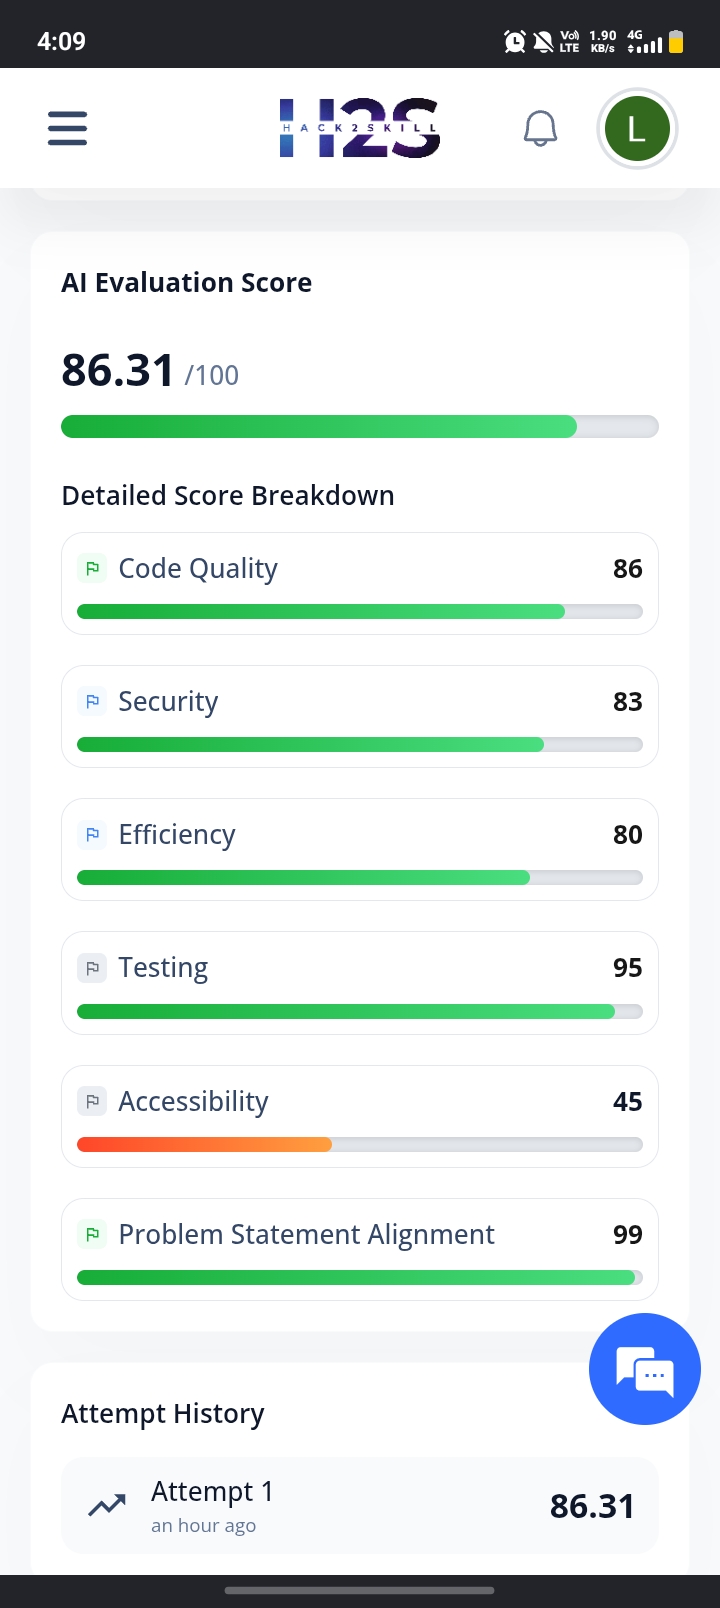 4:09
Vo) 1.90 4G
LTE KB/s
H2S
HACK2SKILL
L
AI Evaluation Score
86.31 /100
Detailed Score Breakdown
Code Quality 86
Security 83
Efficiency 80
Testing 95
Accessibility 45
Problem Statement Alignment 99
Attempt History
Attempt 1 86.31
an hour ago